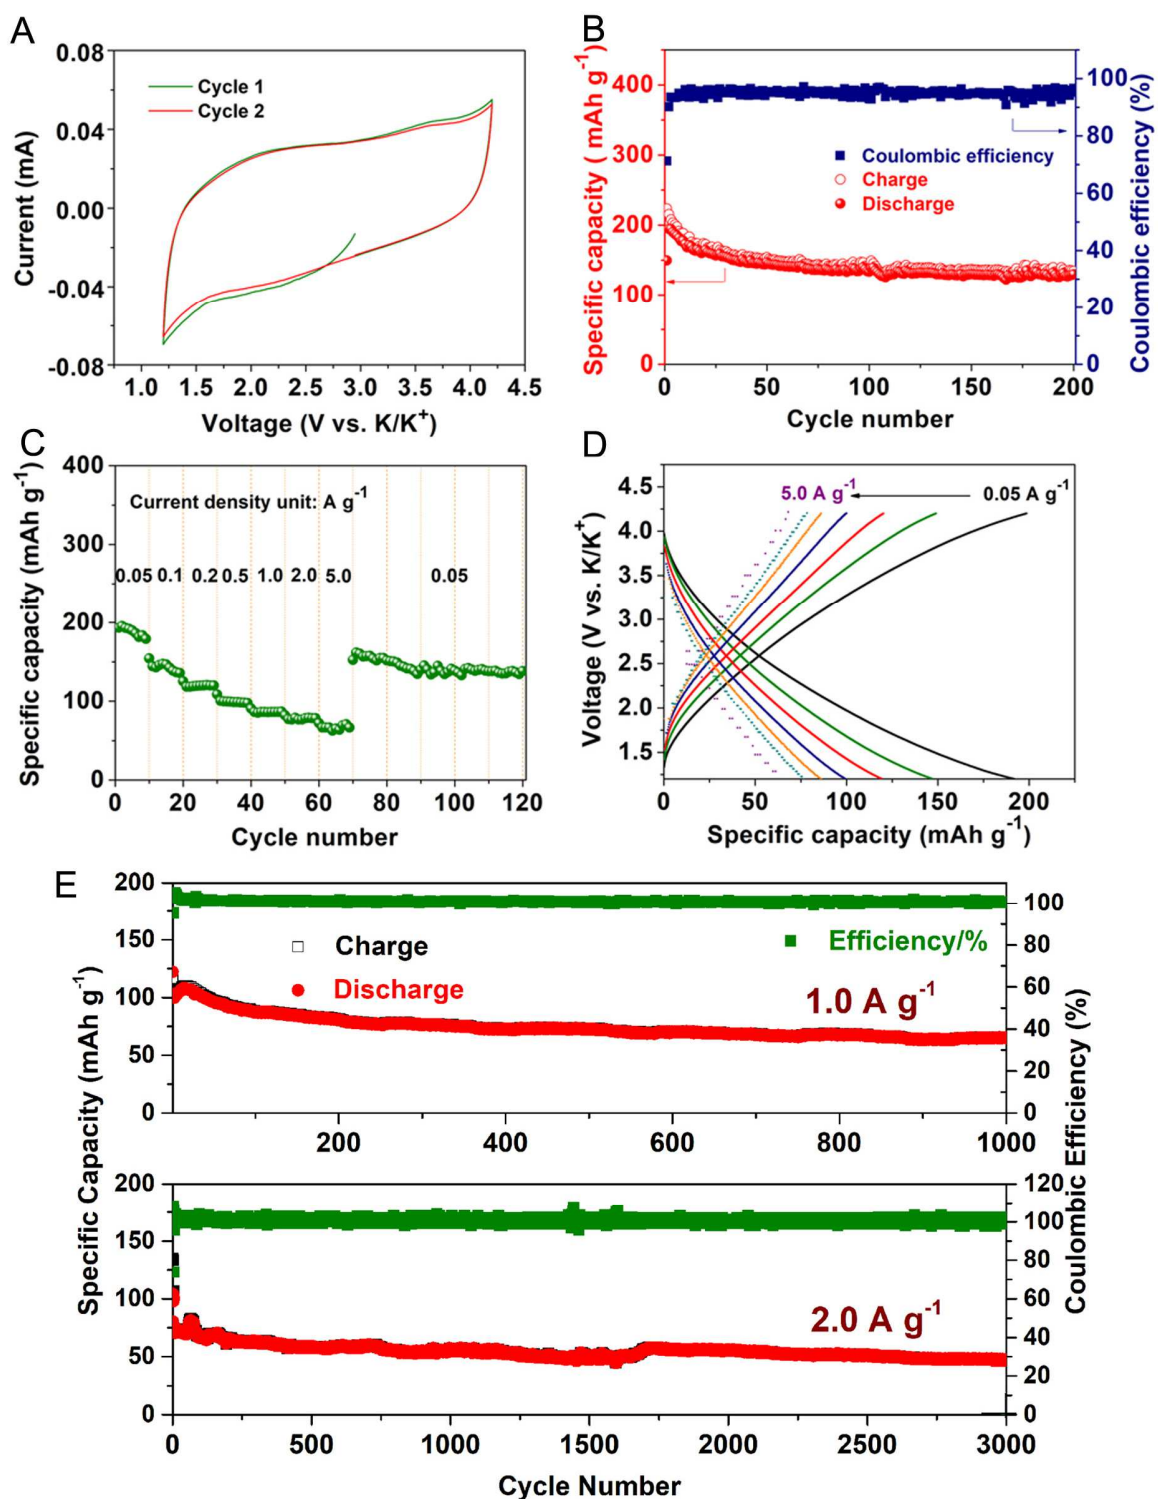 A
0.08
0.04
0.00
-0.04
-0.08
Current (mA)
Cycle 1
Cycle 2
1.0 1.5 2.0 2.5 3.0 3.5 4.0 4.5
Voltage (V vs. K/K⁺)
B
400
300
200
100
0
Specific capacity ( mAh g⁻¹)
Coulombic efficiency
Charge
Discharge
100
80
60
40
20
0
Coulombic efficiency (%)
0 50 100 150 200
Cycle number
C
400
300
200
100
0
Specific capacity (mAh g⁻¹)
Current density unit: A g⁻¹
0.05 0.1 0.2 0.5 1.0 2.0 5.0 0.05
0 20 40 60 80 100 120
Cycle number
D
4.5
4.0
3.5
3.0
2.5
2.0
1.5
Voltage (V vs. K/K⁺)
5.0 A g⁻¹ 0.05 A g⁻¹
0 50 100 150 200
Specific capacity (mAh g⁻¹)
E
200
150
100
50
0
Specific Capacity (mAh g⁻¹)
Charge
Discharge
Efficiency/%
1.0 A g⁻¹
100
80
60
40
20
0
Coulombic Efficiency (%)
200 400 600 800 1000
200
150
100
50
0
2.0 A g⁻¹
120
100
80
60
40
20
0
0 500 1000 1500 2000 2500 3000
Cycle Number